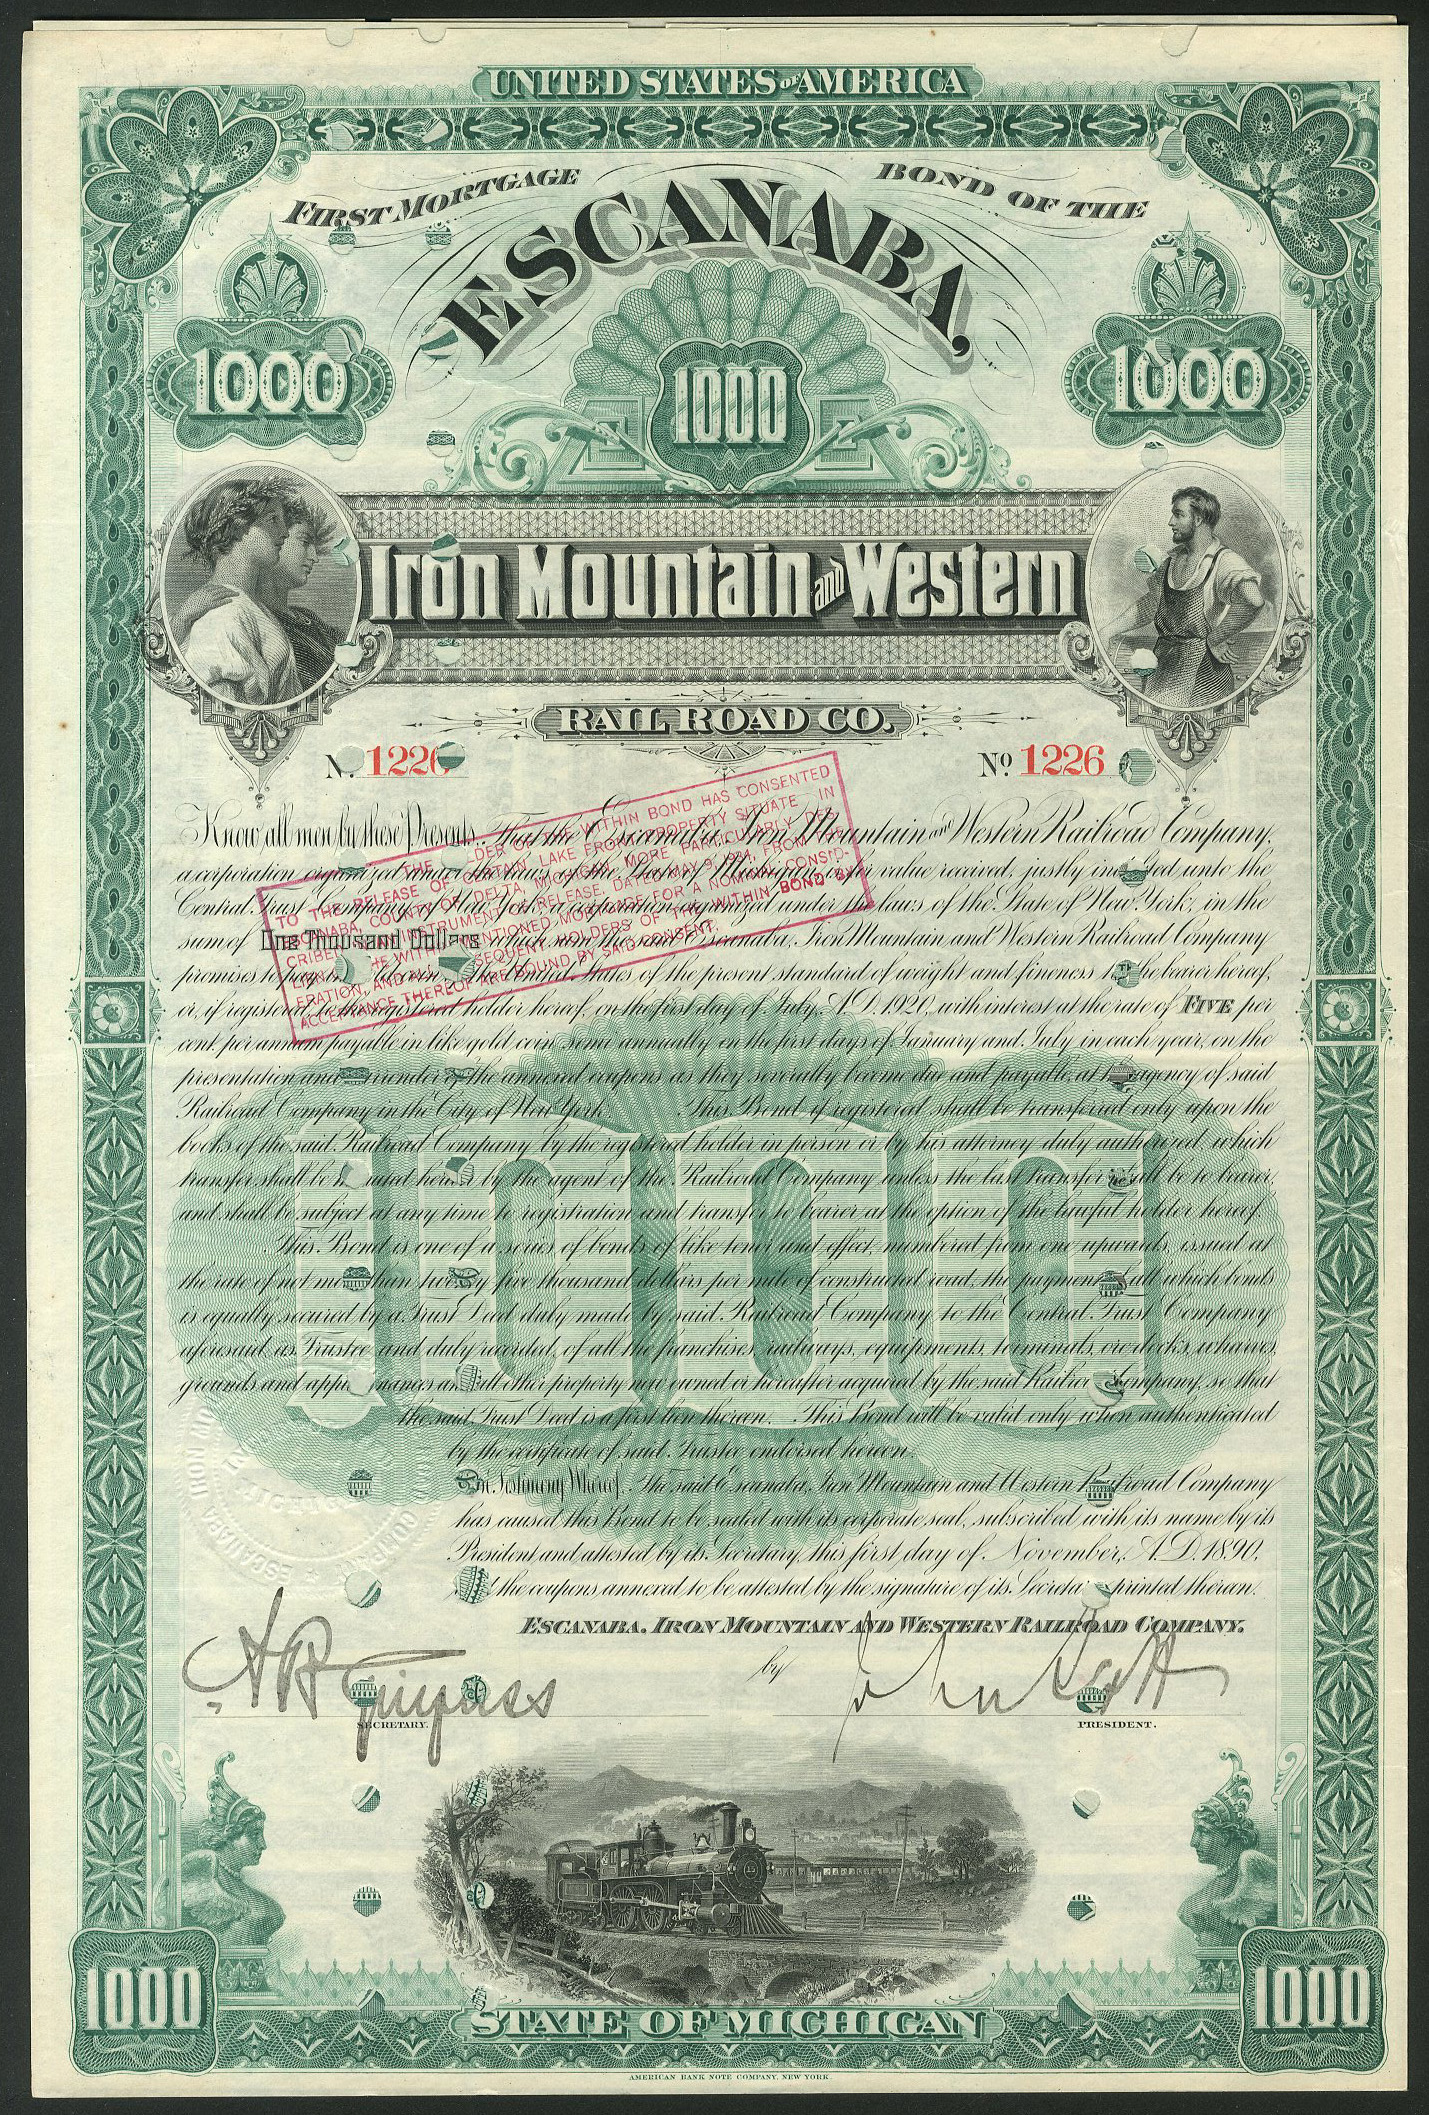 UNITED STATES OF AMERICA
FIRST MORTGAGE BOND OF THE
ESCANABA,
1000 1000 1000
Iron Mountain and Western
RAIL ROAD CO.
N. 1226 Nº 1226
Know all men by these Presents, That the Escanaba, Iron Mountain and Western Railroad Company,
a corporation organized under the laws of the State of Michigan, is for value received, justly indebted unto the
Central Trust Company of New York, a corporation organized under the laws of the State of New York, in the
sum of One Thousand Dollars, which sum the said Escanaba, Iron Mountain and Western Railroad Company
promises to pay in gold coin of the United States of the present standard of weight and fineness to the bearer hereof,
or, if registered, to the registered holder hereof, on the first day of July, A.D. 1920, with interest at the rate of FIVE per
cent. per annum payable in like gold coin semi annually on the first days of January and July in each year, on the
presentation and surrender of the annexed coupons as they severally become due and payable, at the agency of said
Railroad Company in the City of New York. This Bond if registered shall be transferred only upon the
books of the said Railroad Company by the registered holder in person or by his attorney duly authorized, which
transfer shall be noted hereon by the agent of the Railroad Company unless the last transfer shall be to bearer,
and shall be subject at any time to registration and transfer to bearer at the option of the lawful holder hereof.
This Bond is one of a series of bonds of like tenor and effect, numbered from one upwards, issued at
the rate of not more than twenty five thousand dollars per mile of constructed road, the payment of all which bonds
is equally secured by a Trust Deed duly made by said Railroad Company to the Central Trust Company
aforesaid, as Trustee, and duly recorded, of all the franchises, railways, equipments, terminals, ore docks, wharves,
grounds and appurtenances and all other property now owned or hereafter acquired by the said Railroad Company, so that
the said Trust Deed is a first lien thereon. This Bond will be valid only when authenticated
by the certificate of said Trustee endorsed hereon.
In Testimony Whereof, The said Escanaba, Iron Mountain and Western Railroad Company
has caused this Bond to be sealed with its corporate seal, subscribed with its name by its
President and attested by its Secretary, this first day of November, A.D. 1890,
& the coupons annexed to be attested by the signature of its Secretary printed thereon.
THE HOLDER OF THE WITHIN BOND HAS CONSENTED
TO THE RELEASE OF CERTAIN LAKE FRONT PROPERTY SITUATE IN
ESCANABA, COUNTY OF DELTA, MICHIGAN, MORE PARTICULARLY DES-
CRIBED IN AN INSTRUMENT OF RELEASE, DATED MAY 9, 1931, FROM THE
LIEN OF THE WITHIN MENTIONED MORTGAGE FOR A NOMINAL CONSID-
ERATION, AND ALL SUBSEQUENT HOLDERS OF THE WITHIN BOND BY
ACCEPTANCE THEREOF ARE BOUND BY SAID CONSENT.
ESCANABA, IRON MOUNTAIN AND WESTERN RAILROAD COMPANY.
by
SECRETARY. PRESIDENT.
1000 1000
STATE OF MICHICAN
AMERICAN BANK NOTE COMPANY, NEW YORK.